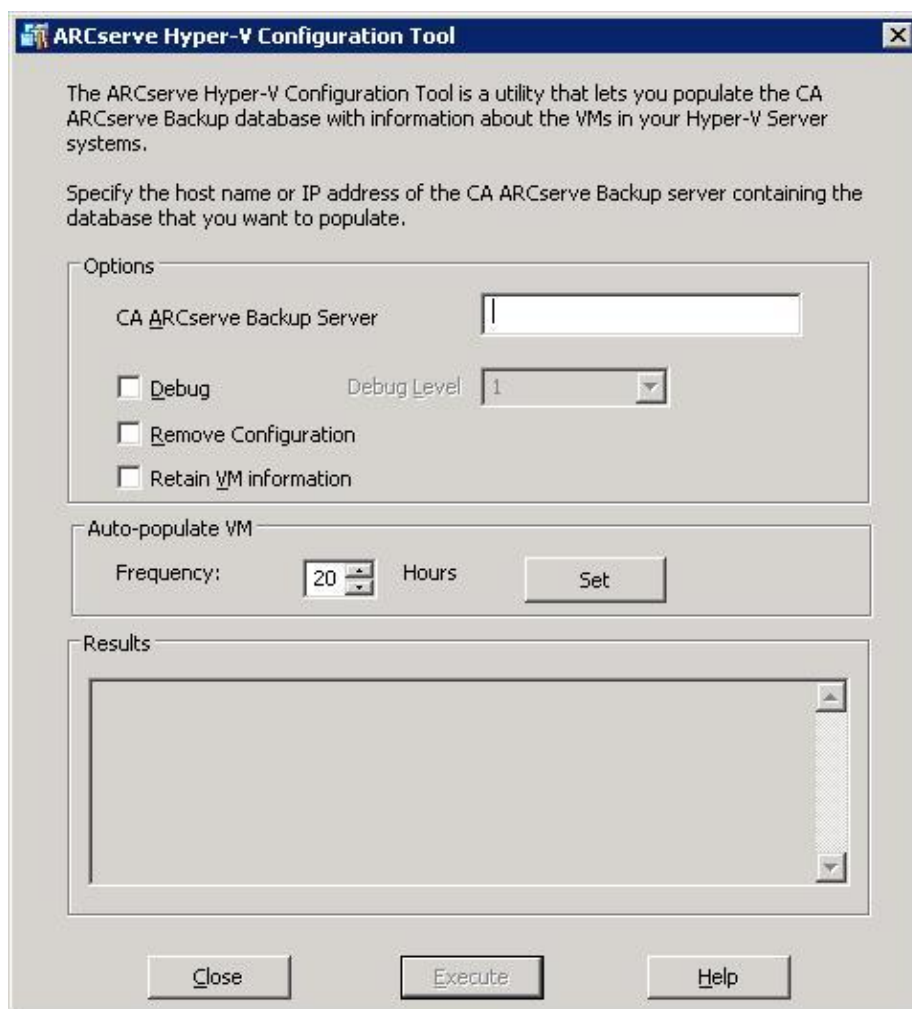 ARCserve Hyper-V Configuration Tool
The ARCserve Hyper-V Configuration Tool is a utility that lets you populate the CA
ARCserve Backup database with information about the VMs in your Hyper-V Server
systems.
Specify the host name or IP address of the CA ARCserve Backup server containing the
database that you want to populate.
Options
CA ARCserve Backup Server
Debug Debug Level 1
Remove Configuration
Retain VM information
Auto-populate VM
Frequency: 20 Hours Set
Results
Close Execute Help